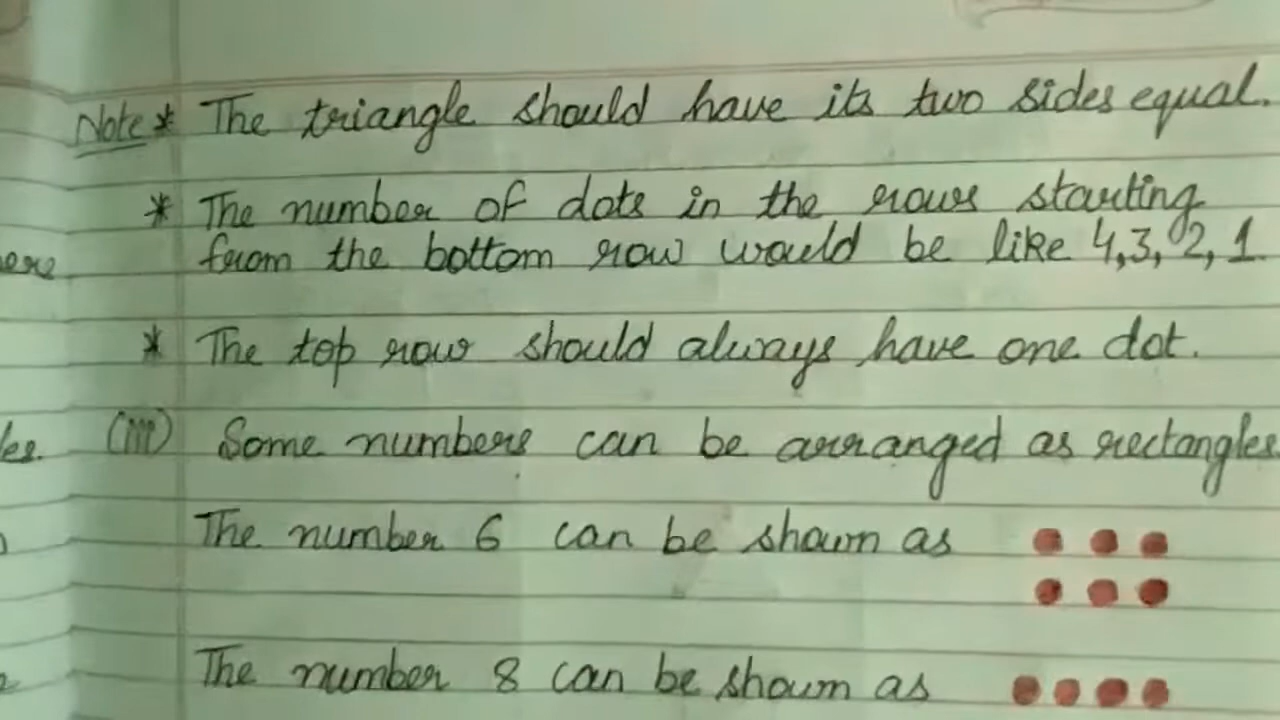 Note * The triangle should have its two sides equal.
* The number of dots in the rows starting
from the bottom row would be like 4,3, 2, 1.
* The top row should always have one dot.
(iii) Some numbers can be arranged as rectangles
The number 6 can be shown as
The number 8 can be shown as